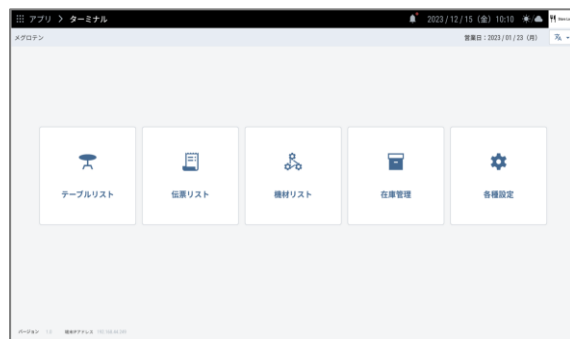 アプリ > ターミナル
2023/12/15 (金) 10:10
メグロテン
営業日：2023/01/23 (月)
テーブルリスト
伝票リスト
機材リスト
在庫管理
各種設定
バージョン 1.0